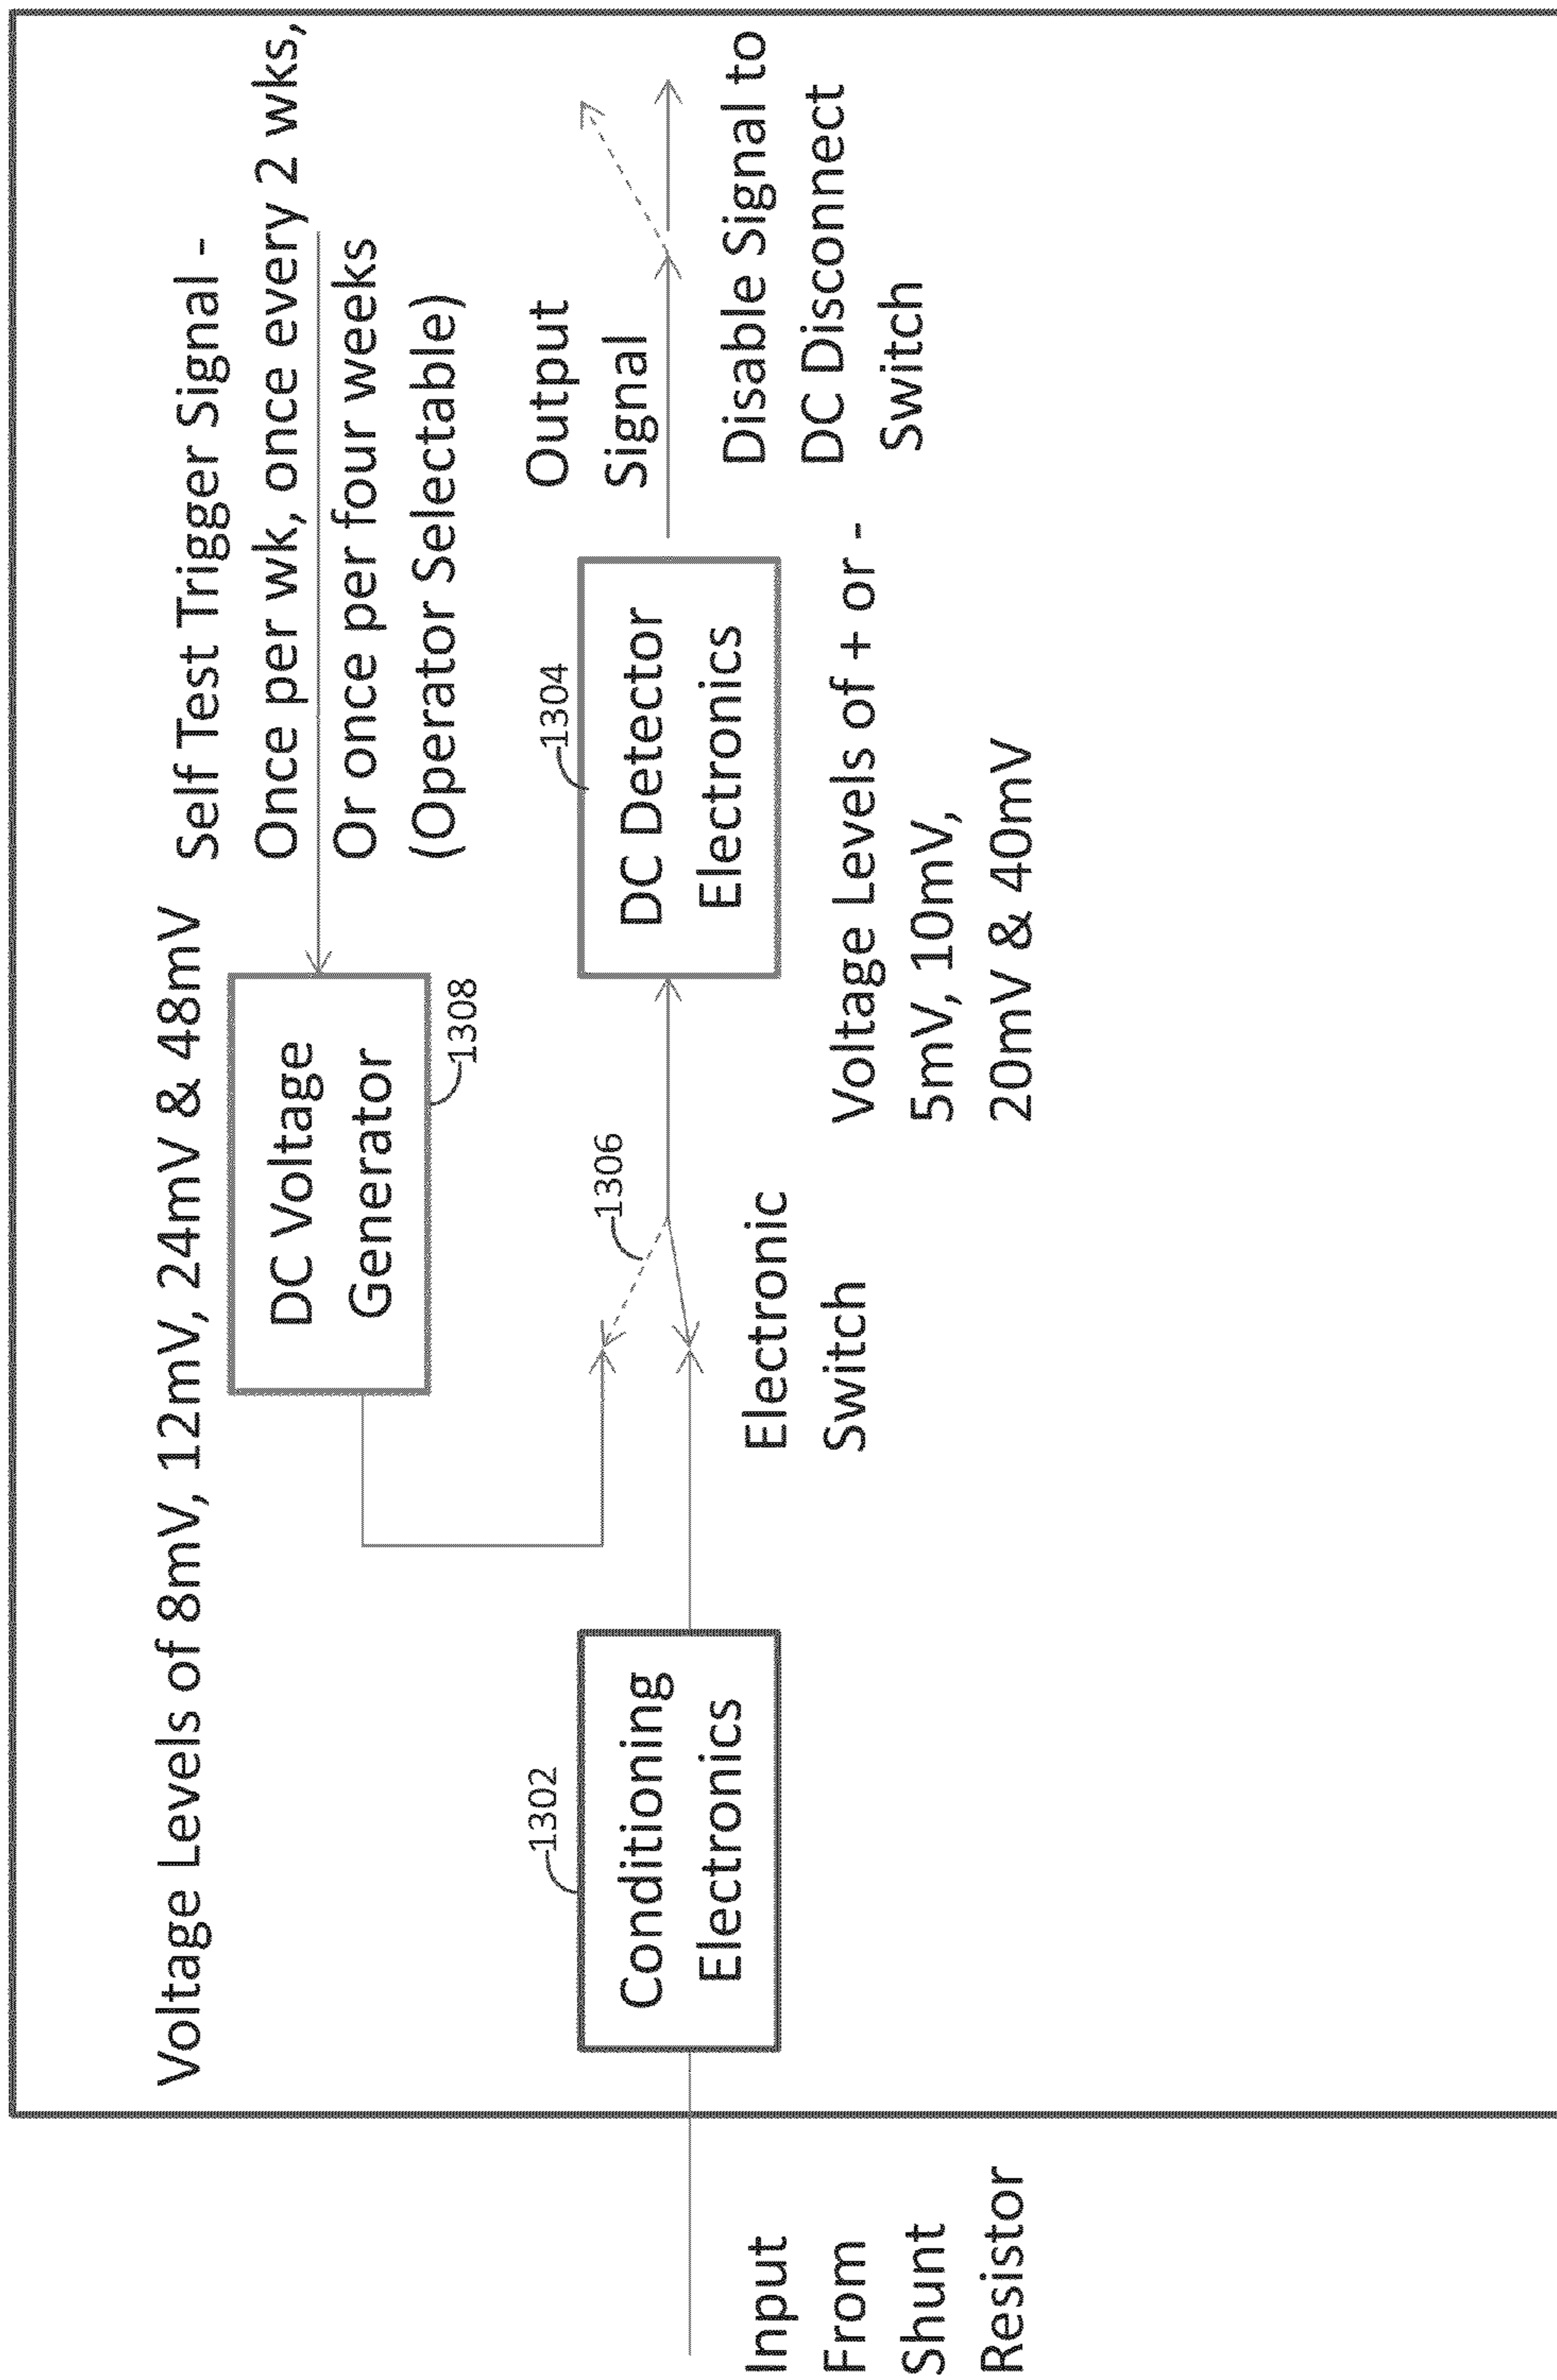 Voltage Levels of 8mV, 12mV, 24mV & 48mV
Self Test Trigger Signal -
Once per wk, once every 2 wks,
Or once per four weeks
(Operator Selectable)
DC Voltage
Generator
1308
1302
Conditioning
Electronics
1306
Electronic
Switch
1304
DC Detector
Electronics
Output
Signal
Disable Signal to
DC Disconnect
Switch
Voltage Levels of + or -
5mV, 10mV,
20mV & 40mV
Input
From
Shunt
Resistor